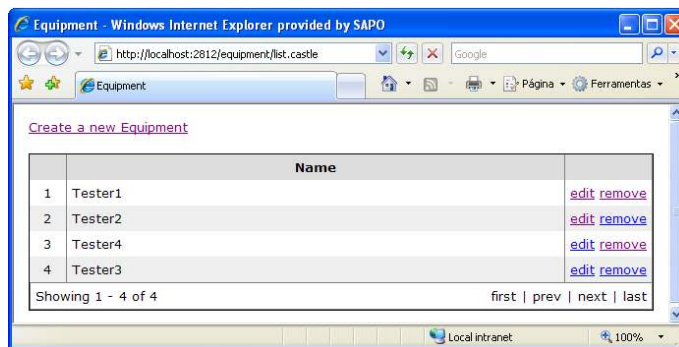 Equipment - Windows Internet Explorer provided by SAPO
http://localhost:2812/equipment/list.castle
Google
Equipment
Página
Ferramentas
Create a new Equipment
Name
1 Tester1 edit remove
2 Tester2 edit remove
3 Tester4 edit remove
4 Tester3 edit remove
Showing 1 - 4 of 4 first | prev | next | last
Local intranet 100%